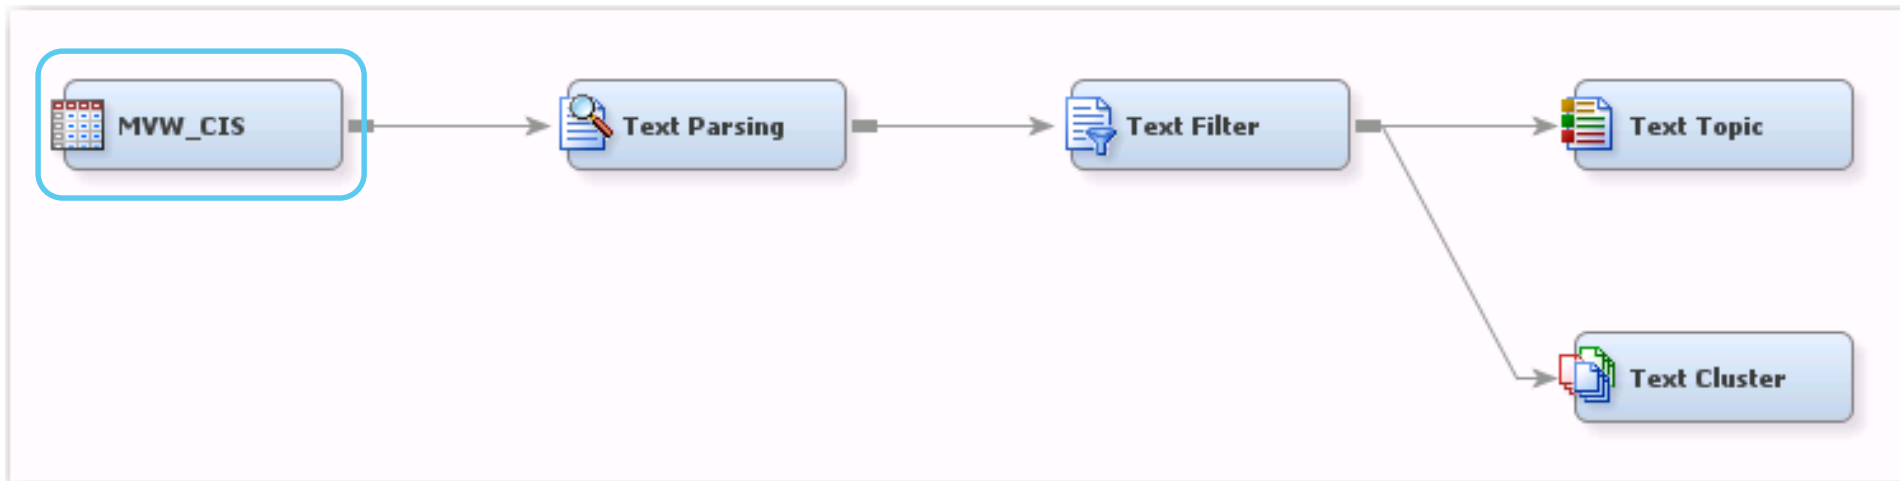 MVW_CIS
Text Parsing
Text Filter
Text Topic
Text Cluster